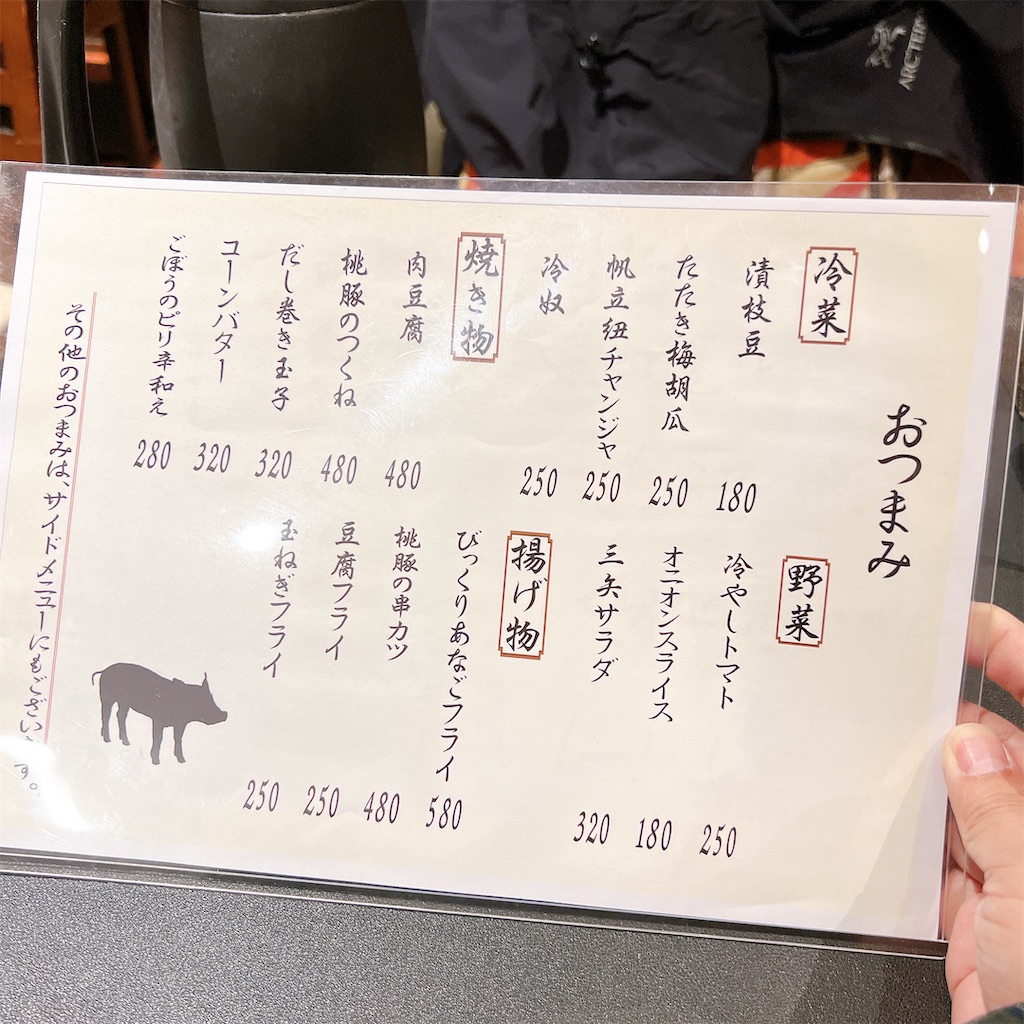 おつまみ
冷菜
漬枝豆 180
たたき梅胡瓜 250
帆立紐チャンジャ 250
冷奴 250
焼き物
肉豆腐 480
桃豚のつくね 480
だし巻き玉子 320
コーンバター 320
ごぼうのピリ辛和え 280
野菜
冷やしトマト 250
オニオンスライス 180
三矢サラダ 320
揚げ物
びっくりあなごフライ 580
桃豚の串カツ 480
豆腐フライ 250
玉ねぎフライ 250
その他のおつまみは、サイドメニューにもございます。